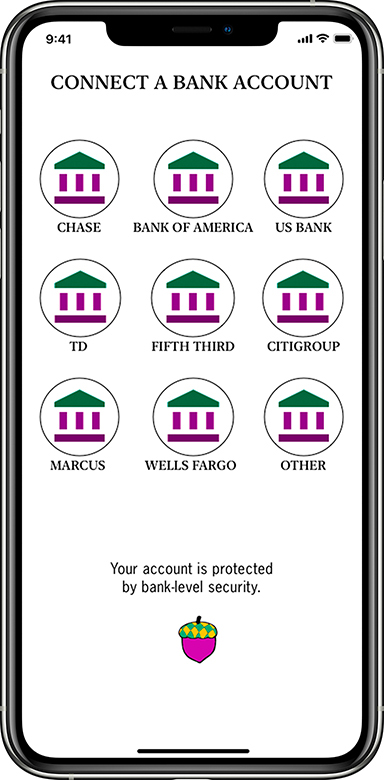 9:41
CONNECT A BANK ACCOUNT
CHASE
BANK OF AMERICA
US BANK
TD
FIFTH THIRD
CITIGROUP
MARCUS
WELLS FARGO
OTHER
Your account is protected
by bank-level security.